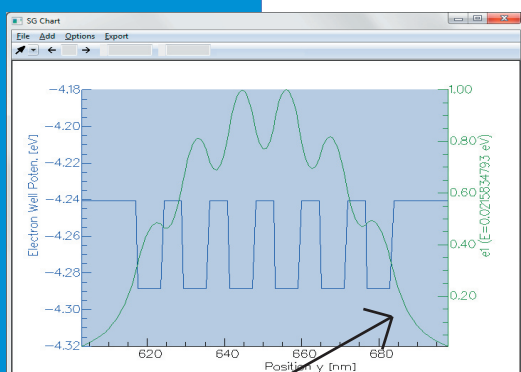 SG Chart
File Add Options Export
Electron Well Poten. [eV]
−4.18
−4.20
−4.22
−4.24
−4.26
−4.28
−4.30
−4.32
1.00
0.80
0.60
0.40
0.20
e1 (E=0.0215834793 eV)
620 640 660 680
Position y [nm]